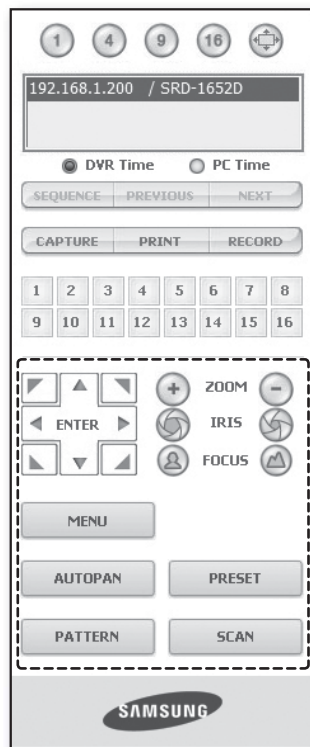 1 4 9 16
192.168.1.200 / SRD-1652D
DVR Time PC Time
SEQUENCE PREVIOUS NEXT
CAPTURE PRINT RECORD
1 2 3 4 5 6 7 8
9 10 11 12 13 14 15 16
ZOOM
ENTER IRIS
FOCUS
MENU
AUTOPAN PRESET
PATTERN SCAN
SAMSUNG